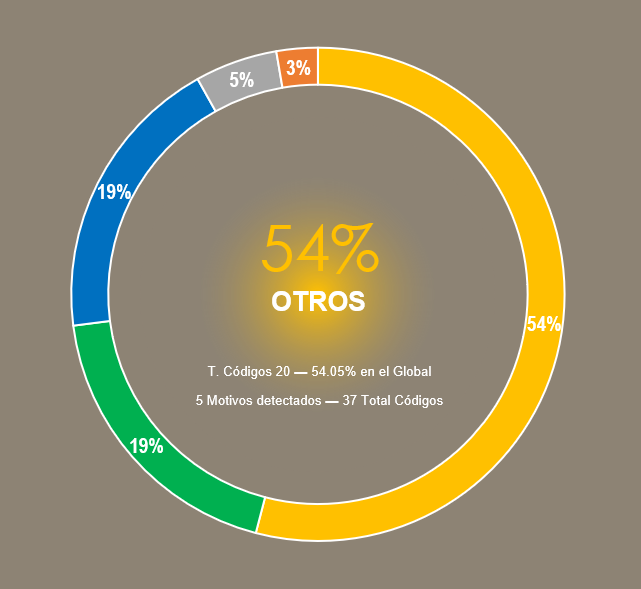 3%
5%
19%
54%
OTROS
54%
T. Códigos 20 — 54.05% en el Global
5 Motivos detectados — 37 Total Códigos
19%